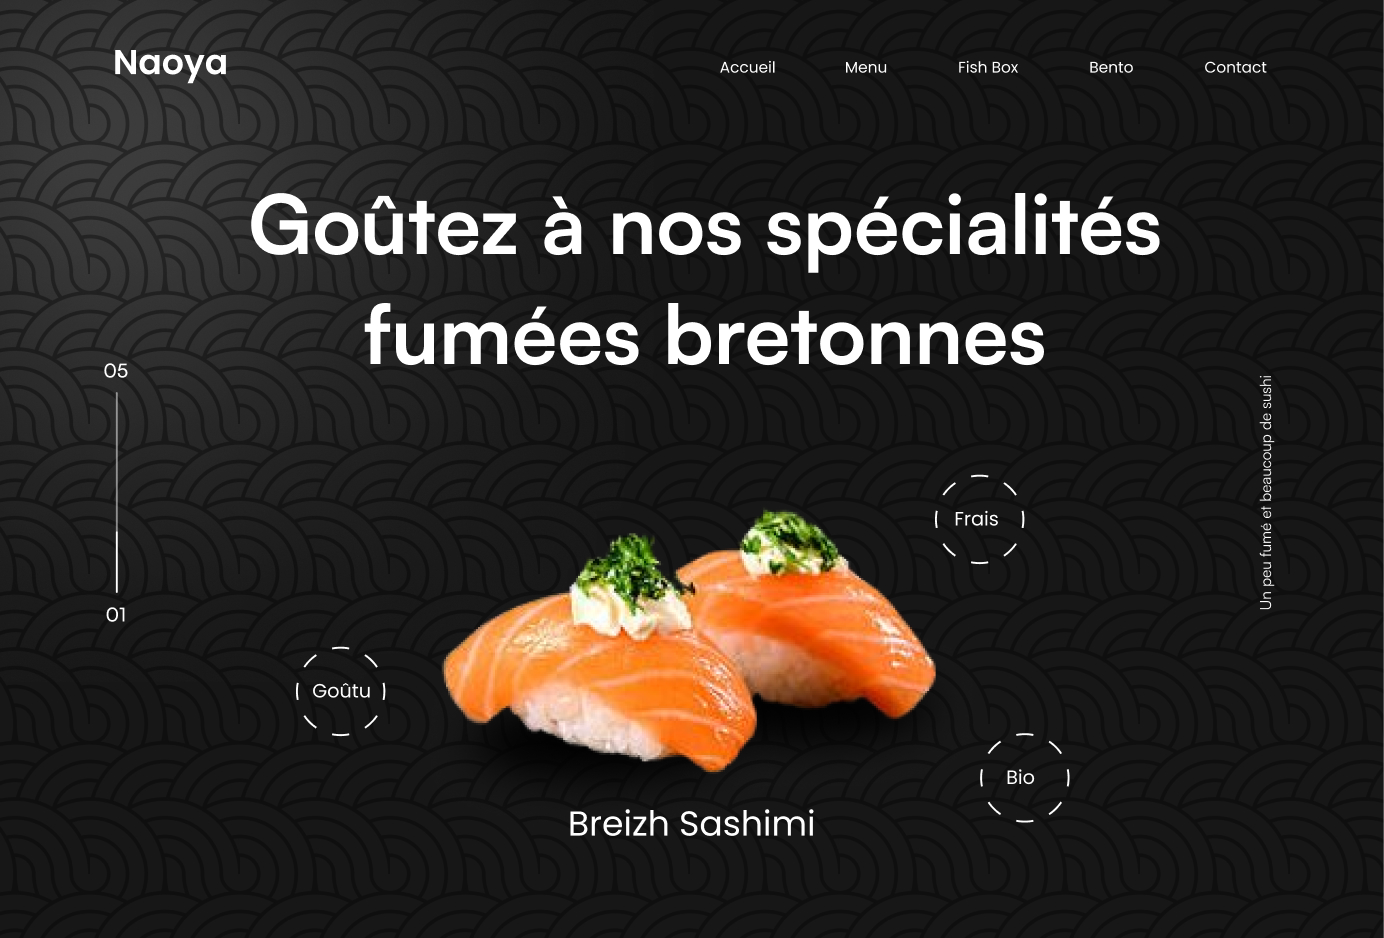 Naoya
Accueil
Menu
Fish Box
Bento
Contact
Goûtez à nos spécialités
fumées bretonnes
05
01
Un peu fumé et beaucoup de sushi
Frais
Goûtu
Bio
Breizh Sashimi